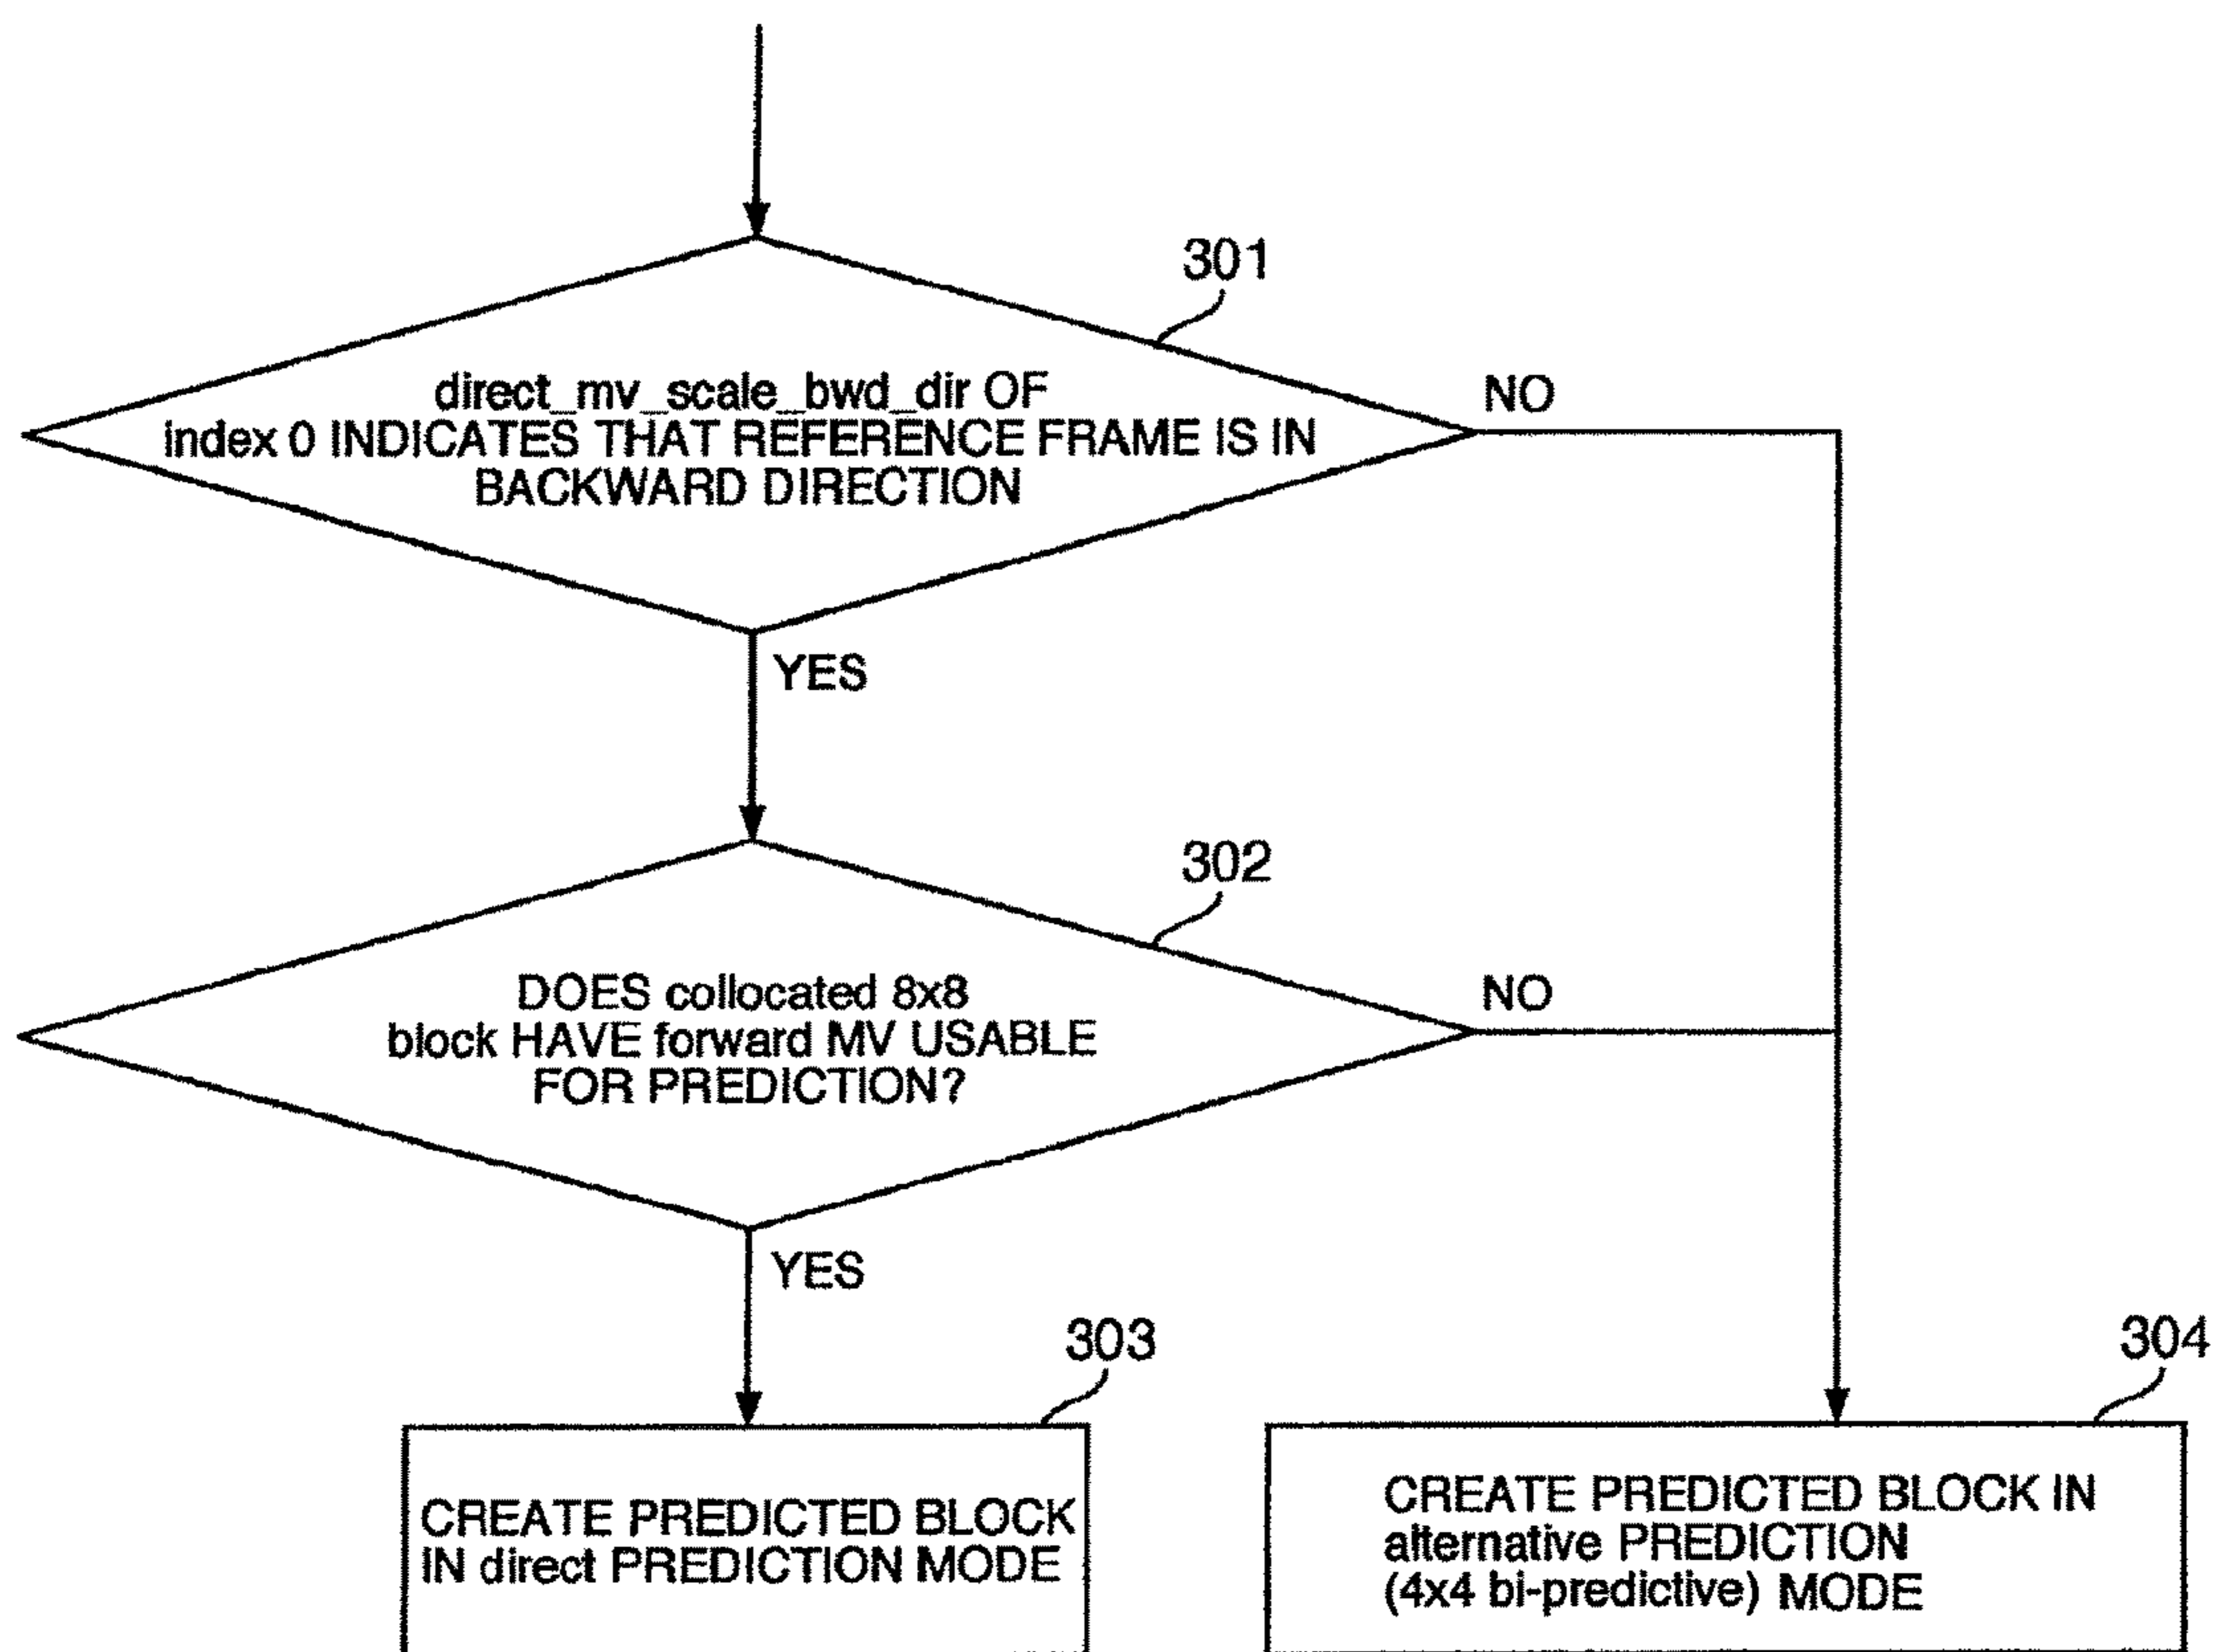 301
direct_mv_scale_bwd_dir OF
index 0 INDICATES THAT REFERENCE FRAME IS IN
BACKWARD DIRECTION
NO
YES
302
DOES collocated 8x8
block HAVE forward MV USABLE
FOR PREDICTION?
NO
YES
303
CREATE PREDICTED BLOCK
IN direct PREDICTION MODE
304
CREATE PREDICTED BLOCK IN
alternative PREDICTION
(4x4 bi-predictive) MODE